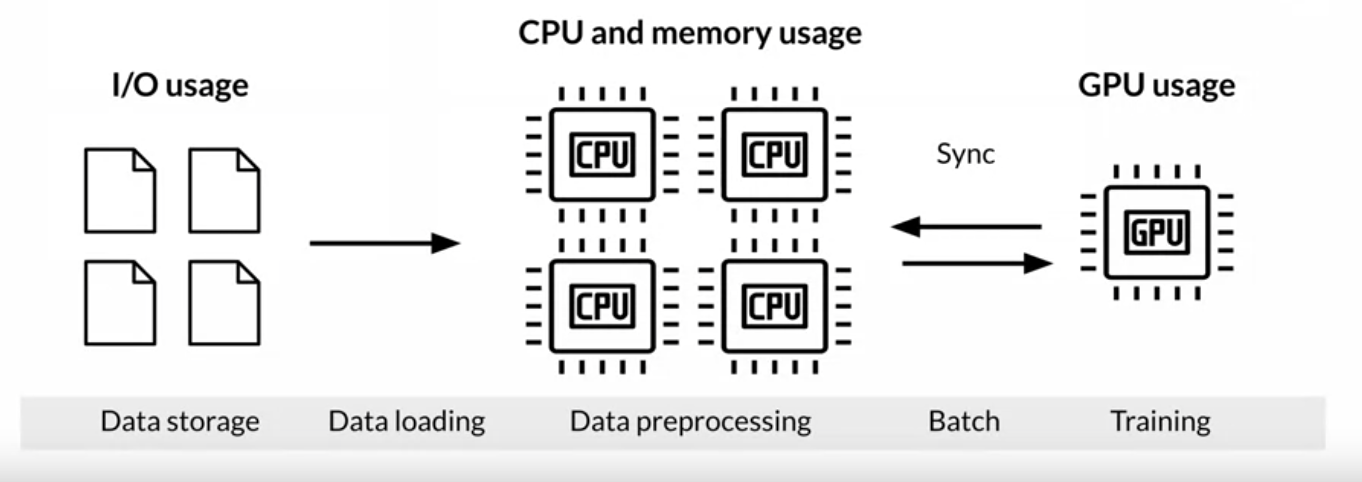 CPU and memory usage
I/O usage
GPU usage
CPU
CPU
Sync
GPU
CPU
CPU
Data storage
Data loading
Data preprocessing
Batch
Training